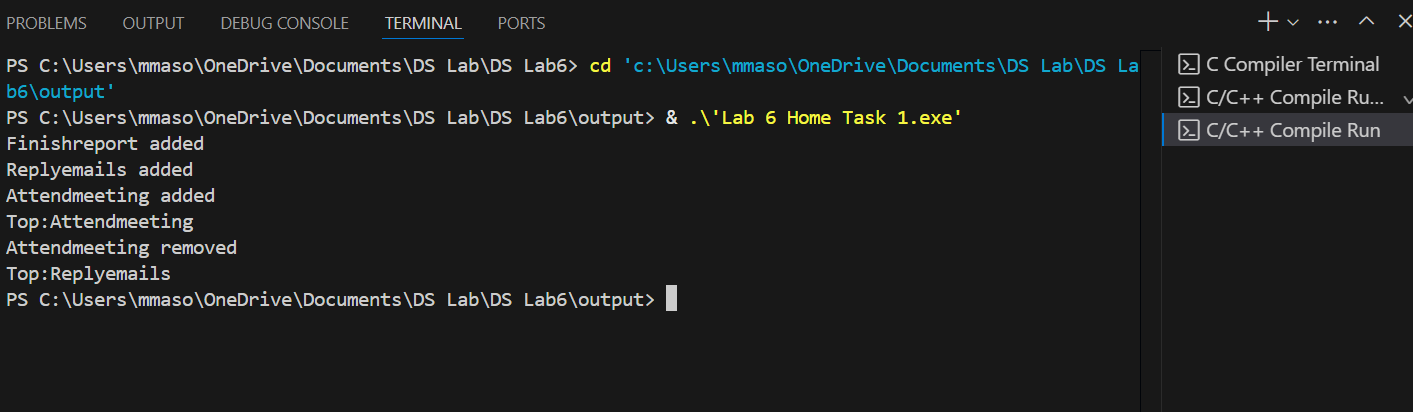 PROBLEMS OUTPUT DEBUG CONSOLE TERMINAL PORTS
PS C:\Users\mmaso\OneDrive\Documents\DS Lab\DS Lab6> cd 'c:\Users\mmaso\OneDrive\Documents\DS Lab\DS La
b6\output'
PS C:\Users\mmaso\OneDrive\Documents\DS Lab\DS Lab6\output> & .\'Lab 6 Home Task 1.exe'
Finishreport added
Replyemails added
Attendmeeting added
Top:Attendmeeting
Attendmeeting removed
Top:Replyemails
PS C:\Users\mmaso\OneDrive\Documents\DS Lab\DS Lab6\output>
C Compiler Terminal
C/C++ Compile Ru...
C/C++ Compile Run